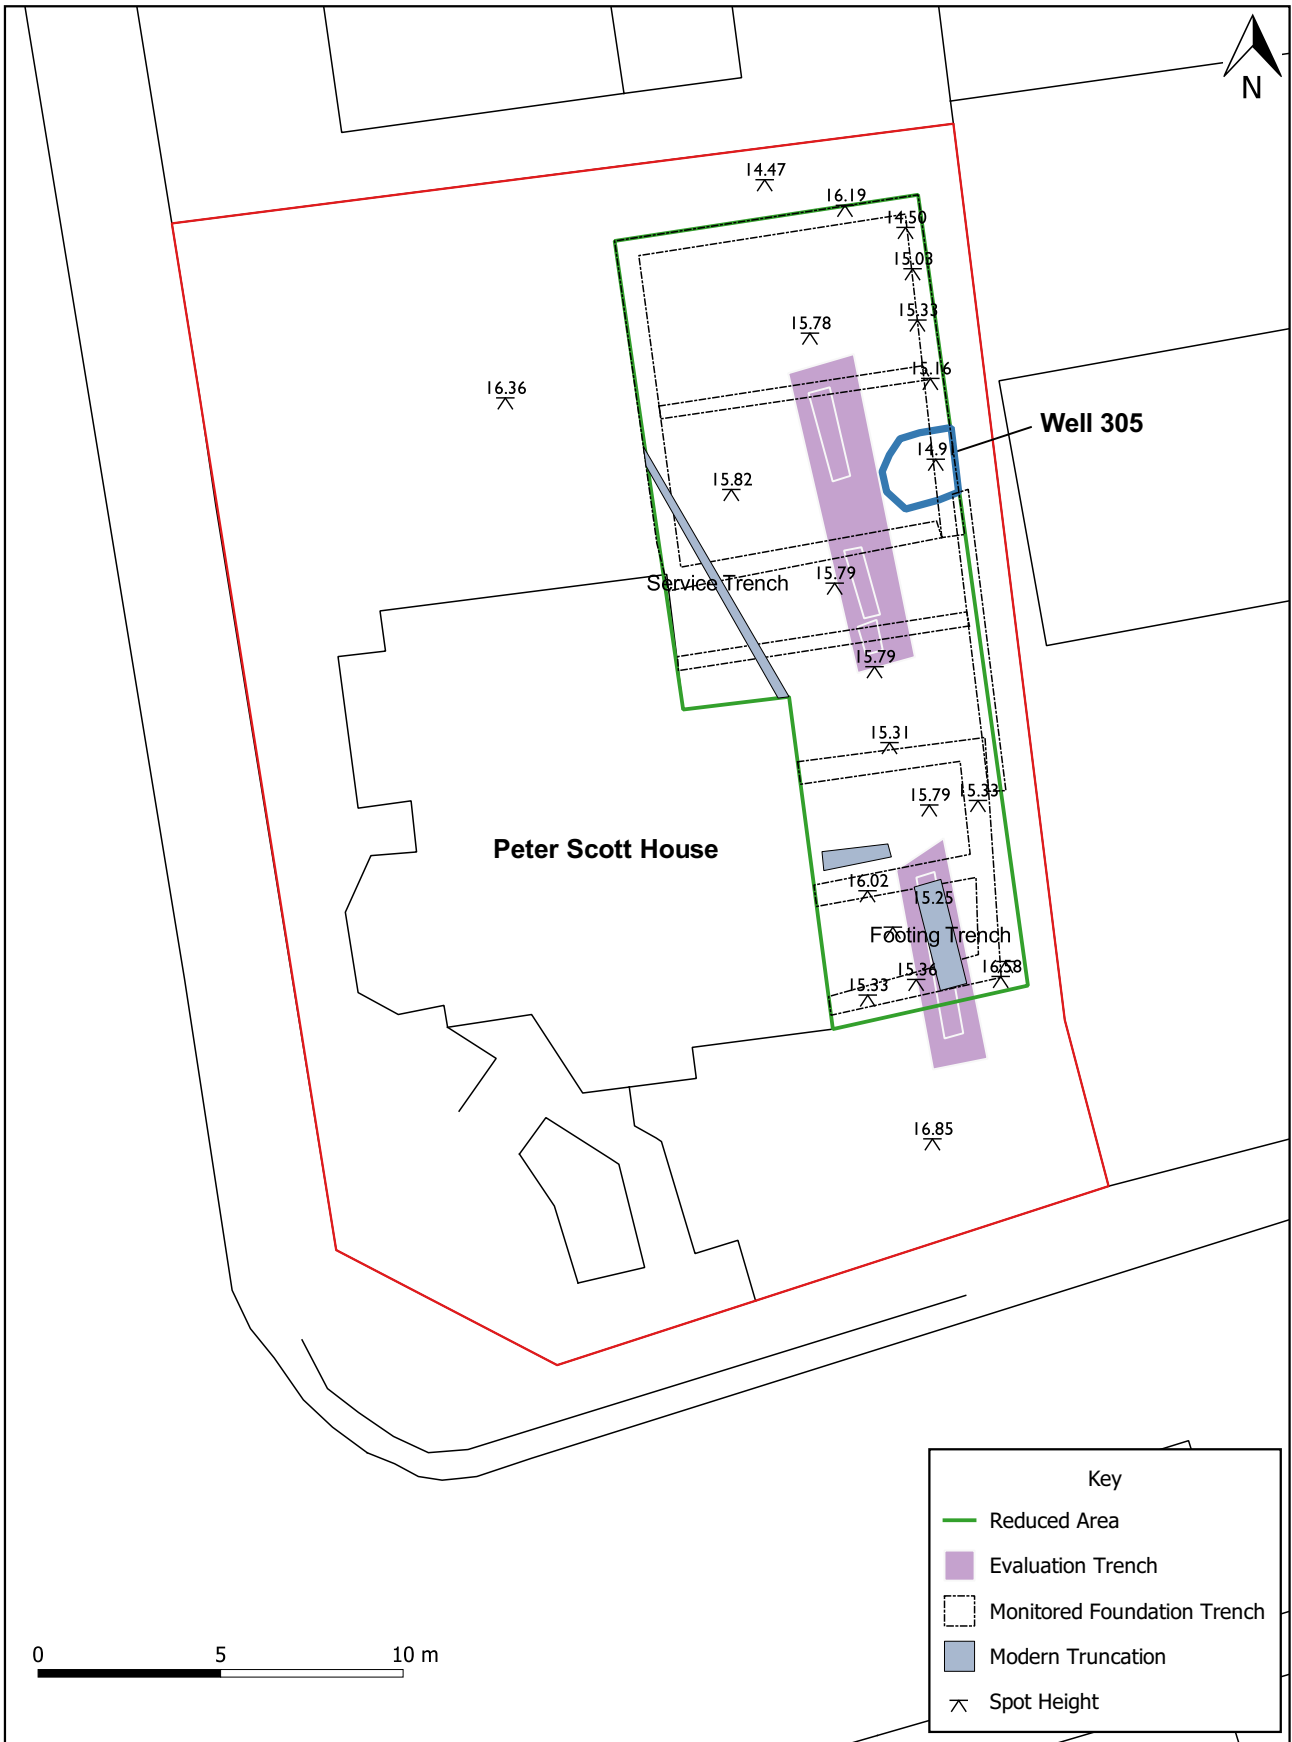 N
14.47
16.19
14.50
15.03
15.33
15.78
15.16
16.36
Well 305
14.91
15.82
15.79
Service Trench
15.79
15.31
15.79
15.33
Peter Scott House
16.02
15.25
Footing Trench
15.36
16.58
15.33
16.85
Key
Reduced Area
Evaluation Trench
Monitored Foundation Trench
Modern Truncation
Spot Height
0 5 10 m